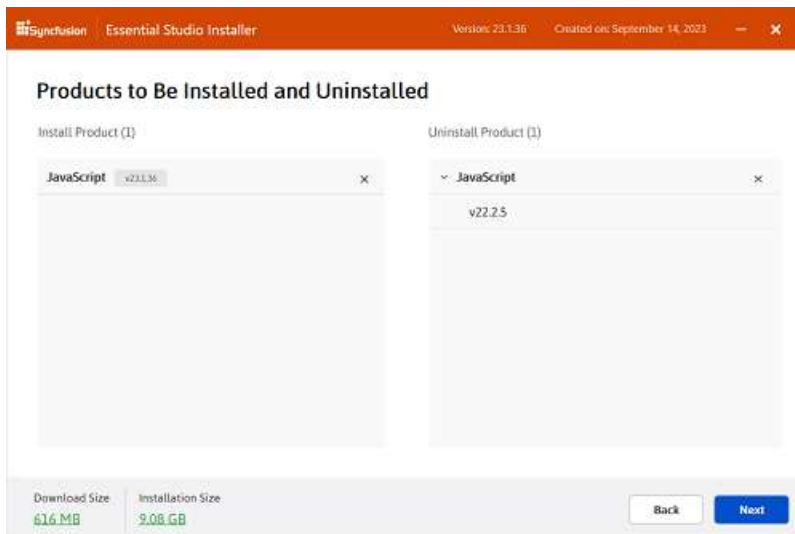 Syncfusion Essential Studio Installer Version: 23.1.36 Created on: September 14, 2023
Products to Be Installed and Uninstalled
Install Product (1) Uninstall Product (1)
JavaScript v23.1.36 JavaScript
v22.2.5
Download Size Installation Size
616 MB 9.08 GB
Back Next